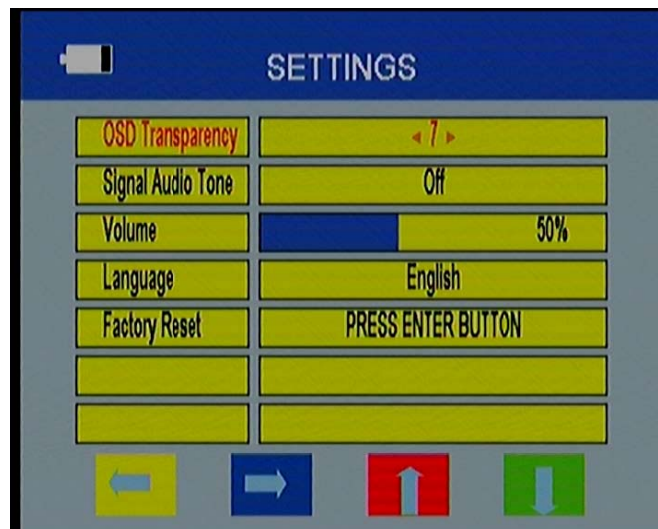 SETTINGS
OSD Transparency ◄ 7 ►
Signal Audio Tone Off
Volume 50%
Language English
Factory Reset PRESS ENTER BUTTON